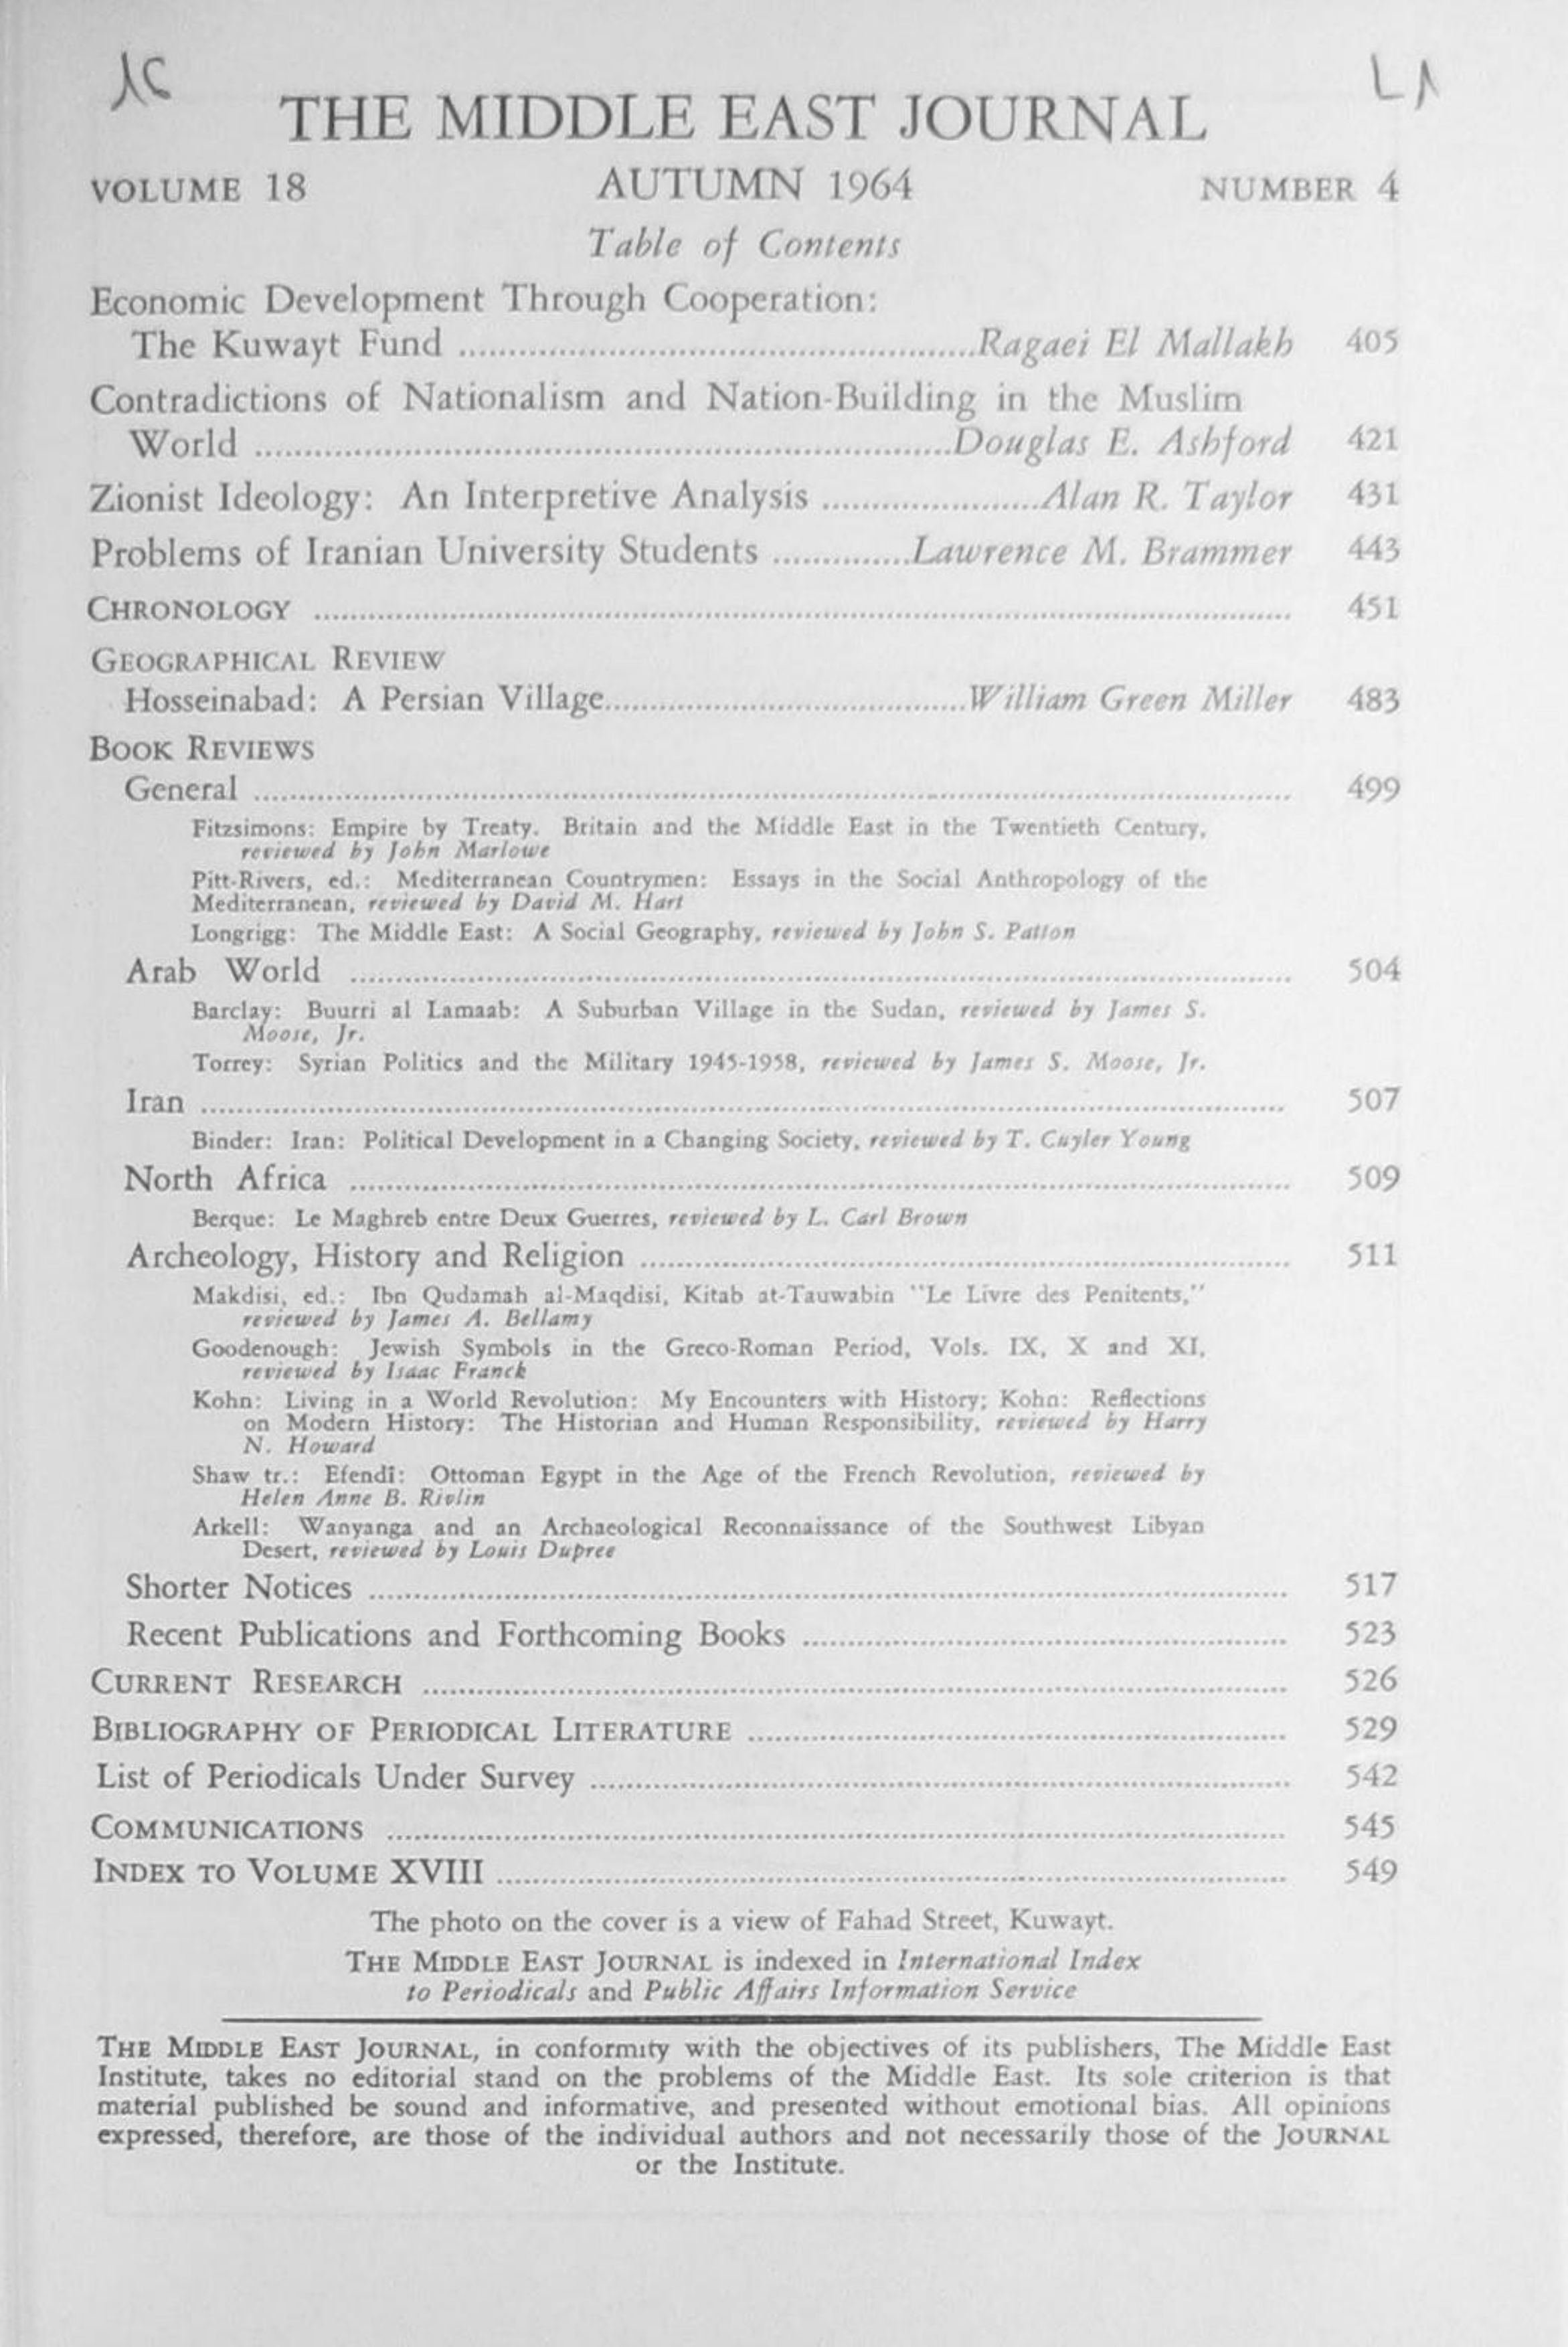 THE MIDDLE EAST JOURNAL
VOLUME 18 AUTUMN 1964 NUMBER 4
Table of Contents
Economic Development Through Cooperation:
The Kuwayt Fund ..................................................Ragaei El Mallakh 405
Contradictions of Nationalism and Nation-Building in the Muslim
World ..................................................................Douglas E. Ashford 421
Zionist Ideology: An Interpretive Analysis .....................Alan R. Taylor 431
Problems of Iranian University Students .............Lawrence M. Brammer 443
CHRONOLOGY .................................................................. 451
GEOGRAPHICAL REVIEW
Hosseinabad: A Persian Village..................................William Green Miller 483
BOOK REVIEWS
General .................................................................. 499
Fitzsimons: Empire by Treaty. Britain and the Middle East in the Twentieth Century,
reviewed by John Marlowe
Pitt-Rivers, ed.: Mediterranean Countrymen: Essays in the Social Anthropology of the
Mediterranean, reviewed by David M. Hart
Longrigg: The Middle East: A Social Geography, reviewed by John S. Patton
Arab World .................................................................. 504
Barclay: Buurri al Lamaab: A Suburban Village in the Sudan, reviewed by James S.
Moose, Jr.
Torrey: Syrian Politics and the Military 1945-1958, reviewed by James S. Moose, Jr.
Iran .................................................................. 507
Binder: Iran: Political Development in a Changing Society, reviewed by T. Cuyler Young
North Africa .................................................................. 509
Berque: Le Maghreb entre Deux Guerres, reviewed by L. Carl Brown
Archeology, History and Religion .................................................................. 511
Makdisi, ed.: Ibn Qudamah al-Maqdisi, Kitab at-Tauwabin "Le Livre des Penitents,"
reviewed by James A. Bellamy
Goodenough: Jewish Symbols in the Greco-Roman Period, Vols. IX, X and XI,
reviewed by Isaac Franck
Kohn: Living in a World Revolution: My Encounters with History; Kohn: Reflections
on Modern History: The Historian and Human Responsibility, reviewed by Harry
N. Howard
Shaw tr.: Efendî: Ottoman Egypt in the Age of the French Revolution, reviewed by
Helen Anne B. Rivlin
Arkell: Wanyanga and an Archaeological Reconnaissance of the Southwest Libyan
Desert, reviewed by Louis Dupree
Shorter Notices .................................................................. 517
Recent Publications and Forthcoming Books .................................................. 523
CURRENT RESEARCH .................................................................. 526
BIBLIOGRAPHY OF PERIODICAL LITERATURE .................................................. 529
List of Periodicals Under Survey .................................................................. 542
COMMUNICATIONS .................................................................. 545
INDEX TO VOLUME XVIII .................................................................. 549
The photo on the cover is a view of Fahad Street, Kuwayt.
THE MIDDLE EAST JOURNAL is indexed in International Index
to Periodicals and Public Affairs Information Service
THE MIDDLE EAST JOURNAL, in conformity with the objectives of its publishers, The Middle East
Institute, takes no editorial stand on the problems of the Middle East. Its sole criterion is that
material published be sound and informative, and presented without emotional bias. All opinions
expressed, therefore, are those of the individual authors and not necessarily those of the JOURNAL
or the Institute.